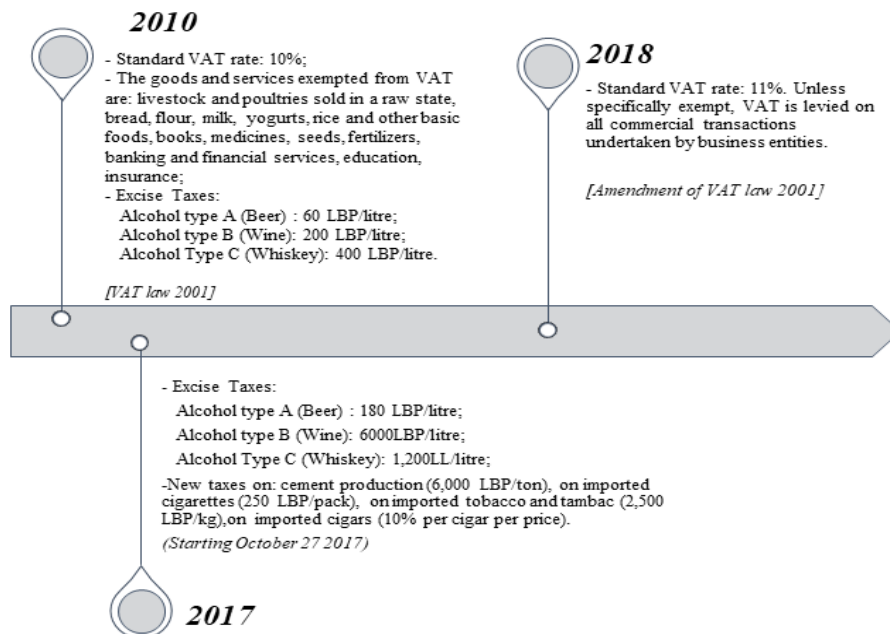 2010
- Standard VAT rate: 10%;
- The goods and services exempted from VAT
are: livestock and poultries sold in a raw state,
bread, flour, milk, yogurts, rice and other basic
foods, books, medicines, seeds, fertilizers,
banking and financial services, education,
insurance;
- Excise Taxes:
Alcohol type A (Beer) : 60 LBP/litre;
Alcohol type B (Wine): 200 LBP/litre;
Alcohol Type C (Whiskey): 400 LBP/litre.
[VAT law 2001]
2018
- Standard VAT rate: 11%. Unless
specifically exempt, VAT is levied on
all commercial transactions
undertaken by business entities.
[Amendment of VAT law 2001]
- Excise Taxes:
Alcohol type A (Beer) : 180 LBP/litre;
Alcohol type B (Wine): 6000LBP/litre;
Alcohol Type C (Whiskey): 1,200LL/litre;
-New taxes on: cement production (6,000 LBP/ton), on imported
cigarettes (250 LBP/pack), on imported tobacco and tambac (2,500
LBP/kg),on imported cigars (10% per cigar per price).
(Starting October 27 2017)
2017